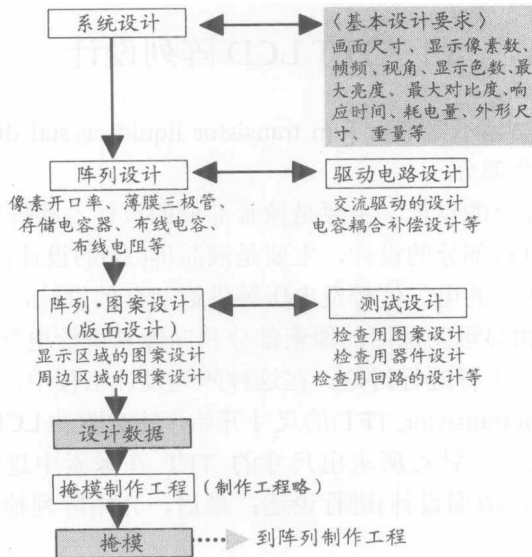 系统设计
〈基本设计要求〉
画面尺寸、显示像素数、
帧频、视角、显示色数、最
大亮度、最大对比度、响
应时间、耗电量、外形尺
寸、重量等
阵列设计
像素开口率、薄膜三极管、
存储电容器、布线电容、
布线电阻等
驱动电路设计
交流驱动的设计
电容耦合补偿设计等
阵列·图案设计
(版面设计)
显示区域的图案设计
周边区域的图案设计
测试设计
检查用图案设计
检查用器件设计
检查用回路的设计等
设计数据
掩模制作工程 (制作工程略)
掩模
到阵列制作工程